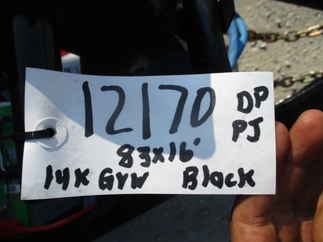 12170 DP
PJ
83x16'
14K GVW Black